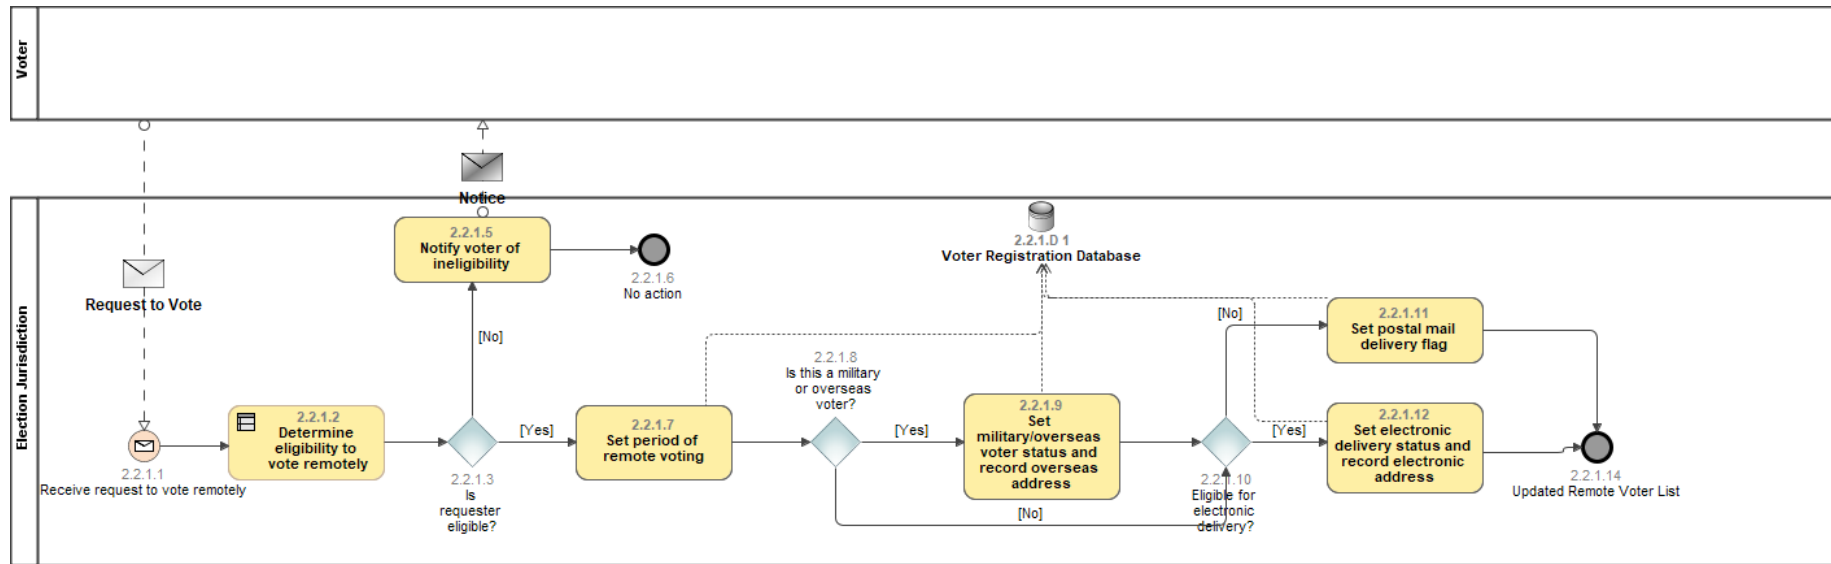 Voter
Notice
Request to Vote
Election Jurisdiction
2.2.1.1
Receive request to vote remotely
2.2.1.2
Determine
eligibility to
vote remotely
2.2.1.3
Is
requester
eligible?
[No]
2.2.1.5
Notify voter of
ineligibility
2.2.1.6
No action
[Yes]
2.2.1.7
Set period of
remote voting
2.2.1.8
Is this a military
or overseas
voter?
[Yes]
[No]
2.2.1.D 1
Voter Registration Database
2.2.1.9
Set
military/overseas
voter status and
record overseas
address
2.2.1.10
Eligible for
electronic
delivery?
[No]
[Yes]
2.2.1.11
Set postal mail
delivery flag
2.2.1.12
Set electronic
delivery status and
record electronic
address
2.2.1.14
Updated Remote Voter List